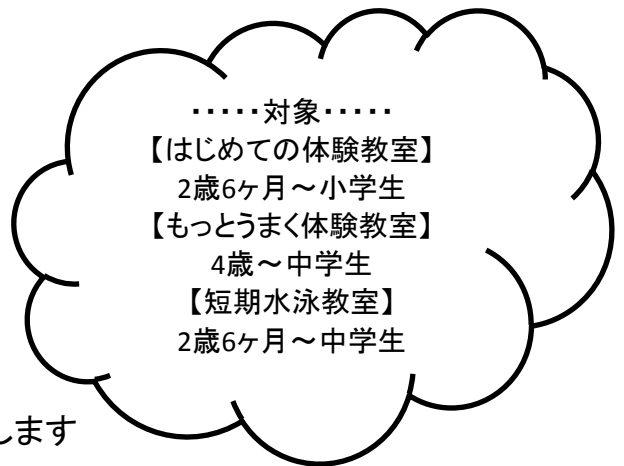 ・・・・・対象・・・・・
【はじめての体験教室】
2歳6ヶ月～小学生
【もっとうまく体験教室】
4歳～中学生
【短期水泳教室】
2歳6ヶ月～中学生
します